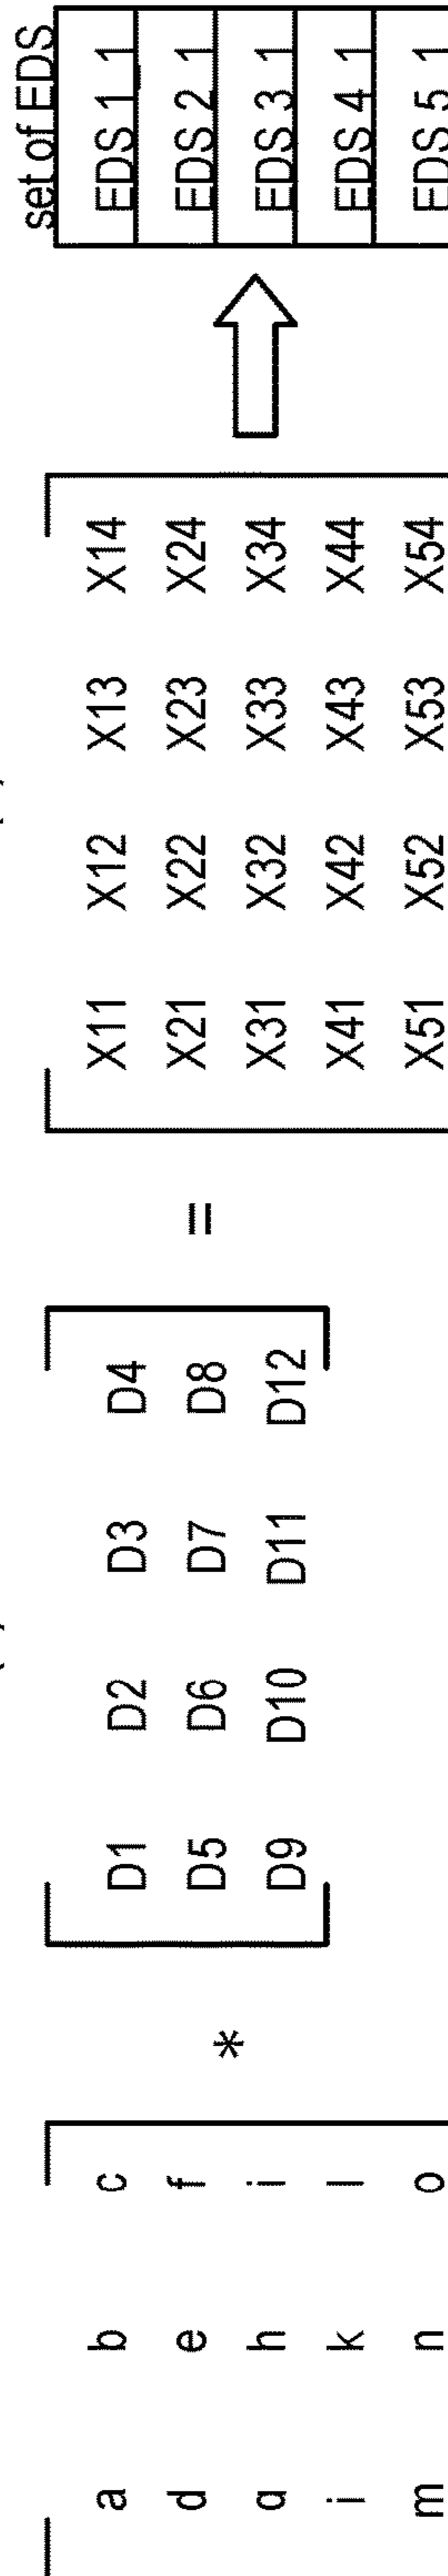 set of EDS
a b c D1 D2 D3 D4 X11 X12 X13 X14 EDS 1_1
d e f * D5 D6 D7 D8 = X21 X22 X23 X24 EDS 2_1
g h i D9 D10 D11 D12 X31 X32 X33 X34 EDS 3_1
j k l X41 X42 X43 X44 EDS 4_1
m n o X51 X52 X53 X54 EDS 5_1